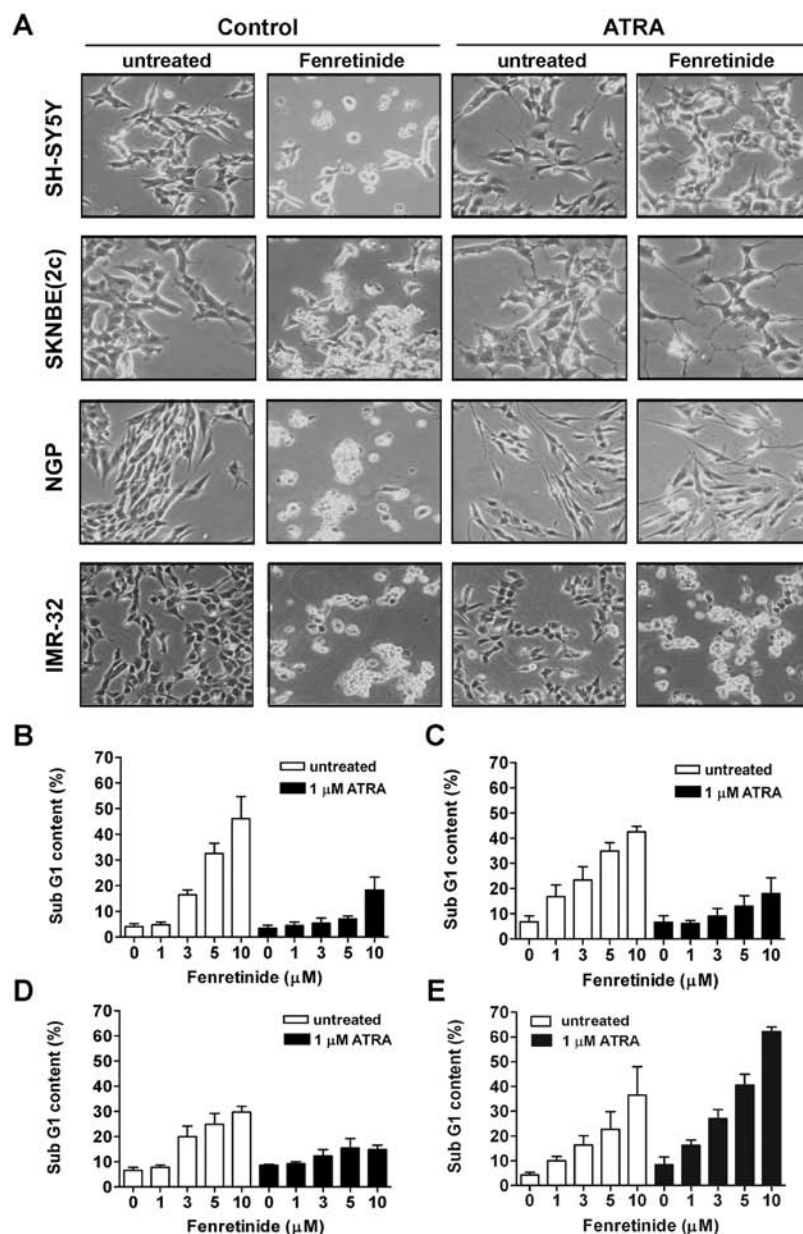 A
Control
ATRA
untreated
Fenretinide
untreated
Fenretinide
SH-SY5Y
SKNBE(2c)
NGP
IMR-32
B
Sub G1 content (%)
70
60
50
40
30
20
10
0
untreated
1 μM ATRA
0 1 3 5 10 0 1 3 5 10
Fenretinide (μM)
C
Sub G1 content (%)
70
60
50
40
30
20
10
0
untreated
1 μM ATRA
0 1 3 5 10 0 1 3 5 10
Fenretinide (μM)
D
Sub G1 content (%)
70
60
50
40
30
20
10
0
untreated
1 μM ATRA
0 1 3 5 10 0 1 3 5 10
Fenretinide (μM)
E
Sub G1 content (%)
70
60
50
40
30
20
10
0
untreated
1 μM ATRA
0 1 3 5 10 0 1 3 5 10
Fenretinide (μM)